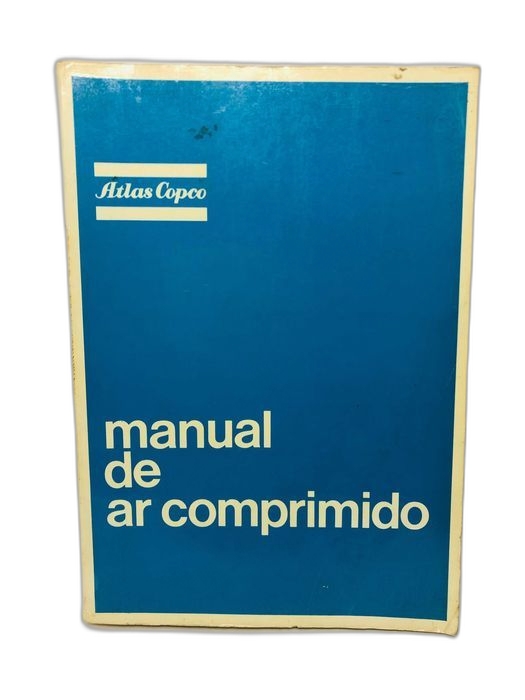 Atlas Copco
manual
de
ar comprimido